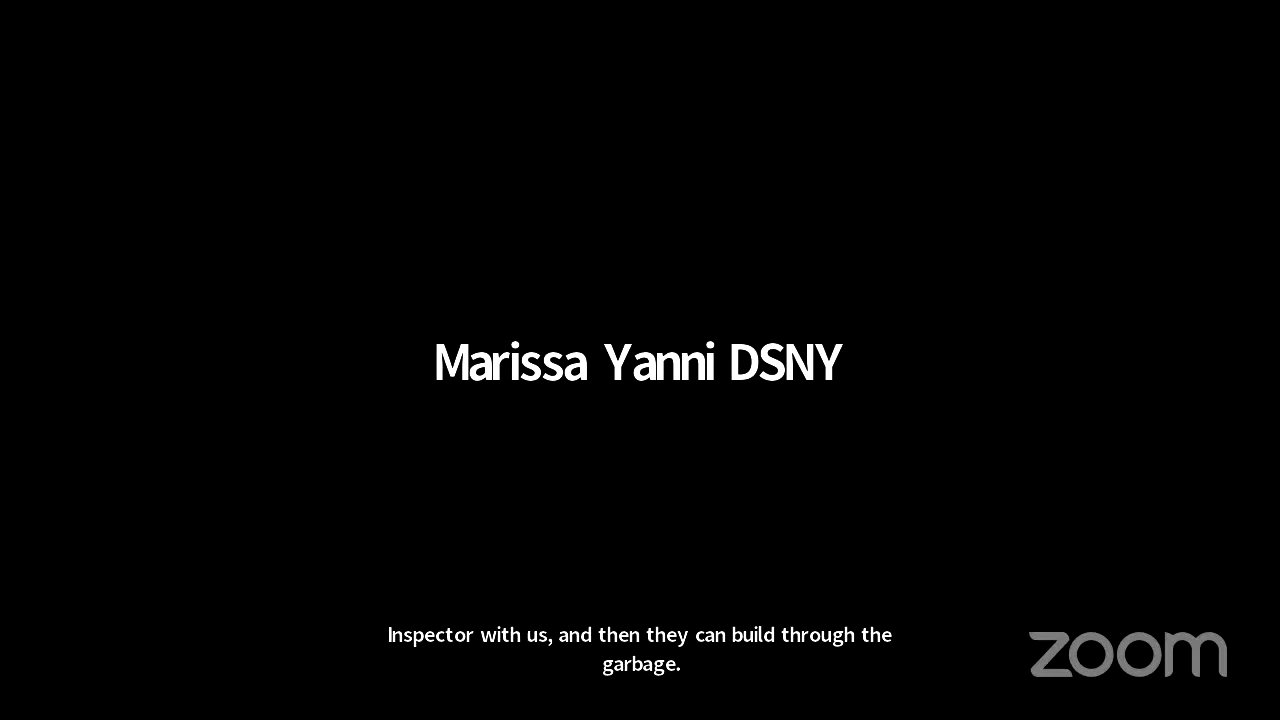 Marissa Yanni DSNY
Inspector with us, and then they can build through the
garbage.
zoom